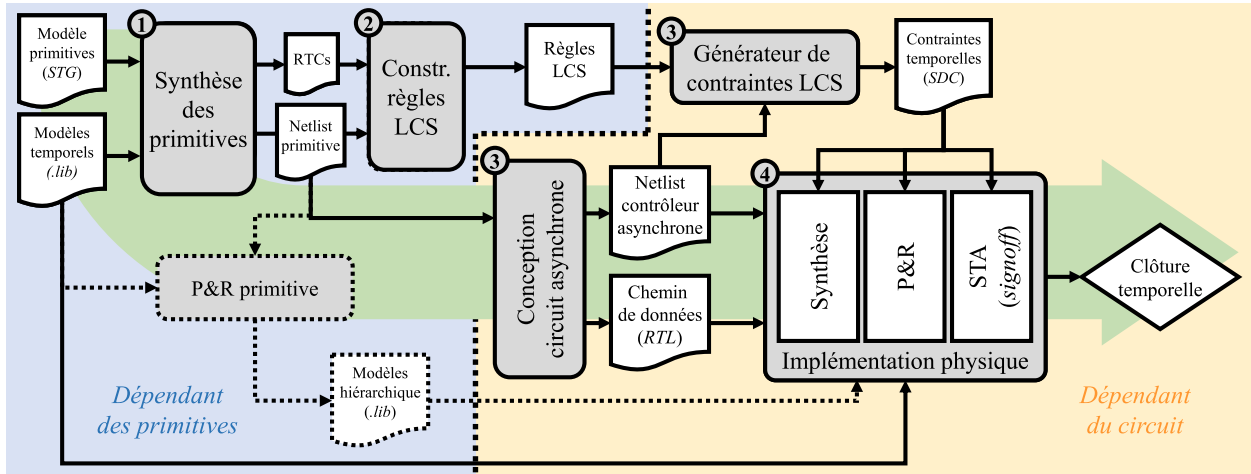 Modèle
primitives
(STG)
1
Synthèse
des
primitives
RTCs
2
Constr.
règles
LCS
Règles
LCS
3
Générateur de
contraintes LCS
Contraintes
temporelles
(SDC)
Modèles
temporels
(.lib)
Netlist
primitive
3
Conception
circuit asynchrone
Netlist
contrôleur
asynchrone
4
Synthèse
P&R
STA
(signoff)
Implémentation physique
Clôture
temporelle
P&R primitive
Chemin
de données
(RTL)
Modèles
hiérarchique
(.lib)
Dépendant
des primitives
Dépendant
du circuit